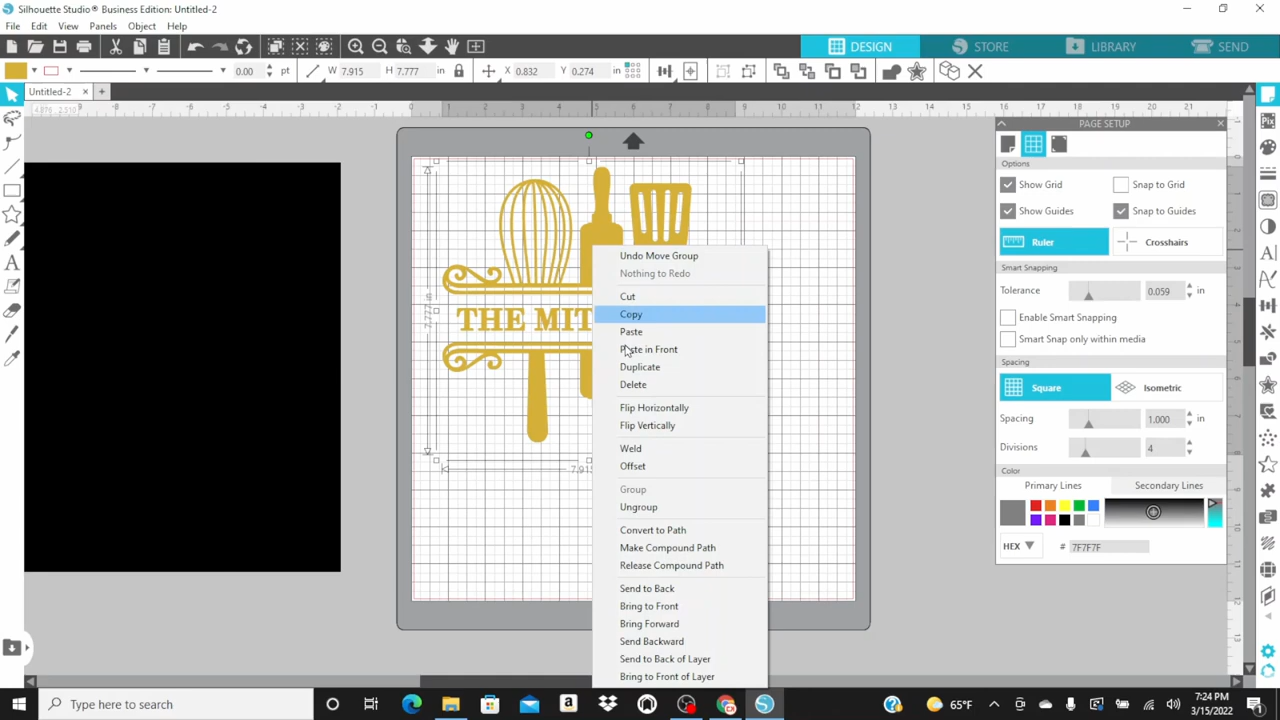 Silhouette Studio® Business Edition: Untitled-2
File Edit View Panels Object Help
DESIGN STORE LIBRARY SEND
0.00 pt W 7.915 H 7.777 in X 0.832 Y 0.274 in
Untitled-2
PAGE SETUP
Options
Show Grid Snap to Grid
Show Guides Snap to Guides
Ruler Crosshairs
Smart Snapping
Tolerance 0.059 in
Enable Smart Snapping
Smart Snap only within media
Spacing
Square Isometric
Spacing 1.000 in
Divisions 4
Color
Primary Lines Secondary Lines
HEX # 7F7F7F
THE MIT
7.777 in
7.915
Undo Move Group
Nothing to Redo
Cut
Copy
Paste
Paste in Front
Duplicate
Delete
Flip Horizontally
Flip Vertically
Weld
Offset
Group
Ungroup
Convert to Path
Make Compound Path
Release Compound Path
Send to Back
Bring to Front
Bring Forward
Send Backward
Send to Back of Layer
Bring to Front of Layer
Type here to search
65°F
7:24 PM
3/15/2022